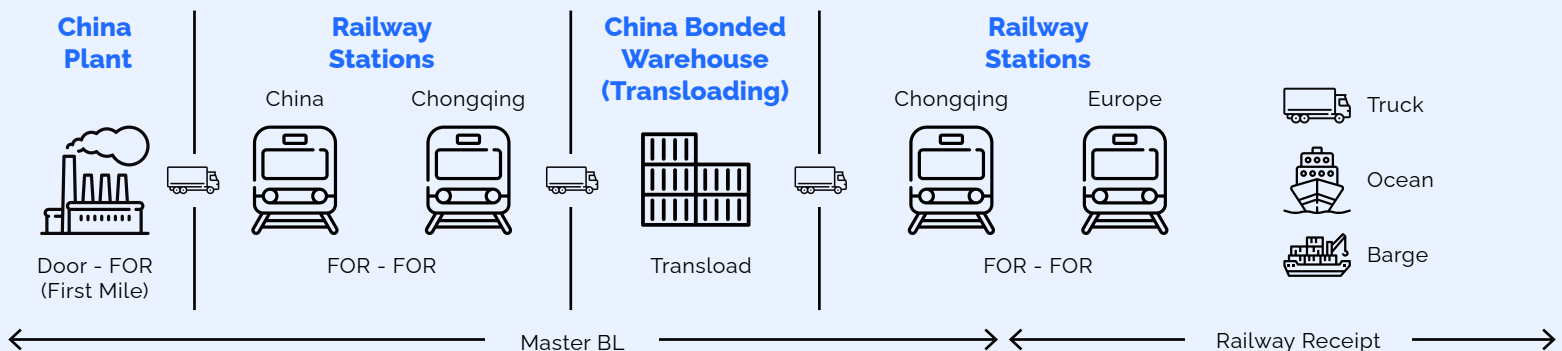 China
Plant
Railway
Stations
China Bonded
Warehouse
(Transloading)
Railway
Stations
China
Chongqing
Chongqing
Europe
Truck
Ocean
Barge
Door - FOR
(First Mile)
FOR - FOR
Transload
FOR - FOR
Master BL
Railway Receipt